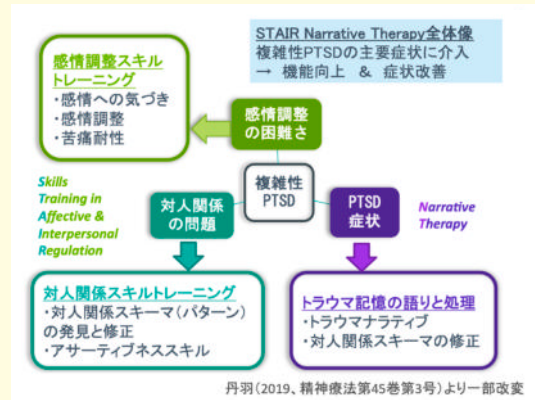 STAIR Narrative Therapy全体像
複雑性PTSDの主要症状に介入
→ 機能向上 & 症状改善
感情調整スキル
トレーニング
・感情への気づき
・感情調整
・苦痛耐性
感情調整
の困難さ
複雑性
PTSD
対人関係
の問題
PTSD
症状
Skills
Training in
Affective &
Interpersonal
Regulation
Narrative
Therapy
対人関係スキルトレーニング
・対人関係スキーマ(パターン)
の発見と修正
・アサーティブネススキル
トラウマ記憶の語りと処理
・トラウマナラティブ
・対人関係スキーマの修正
丹羽(2019、精神療法第45巻第3号)より一部改変